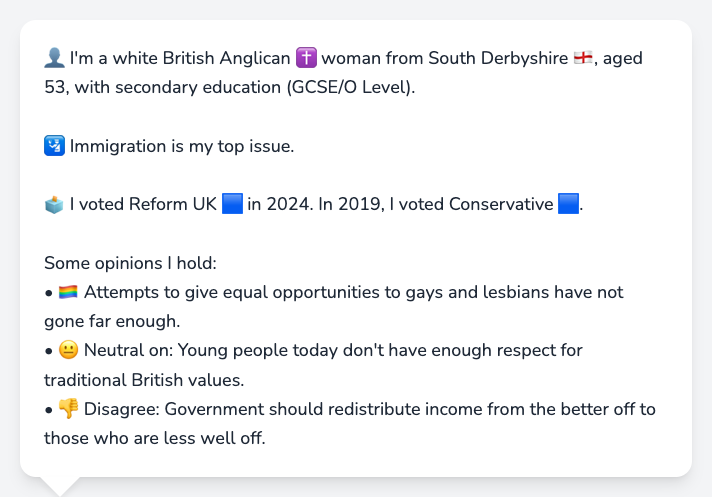 👤 I'm a white British Anglican ✝️ woman from South Derbyshire 🏴󠁧󠁢󠁥󠁮󠁧󠁿, aged
53, with secondary education (GCSE/O Level).
🛂 Immigration is my top issue.
🗳️ I voted Reform UK 🟦 in 2024. In 2019, I voted Conservative 🟦.
Some opinions I hold:
• 🏳️‍🌈 Attempts to give equal opportunities to gays and lesbians have not
gone far enough.
• 😐 Neutral on: Young people today don't have enough respect for
traditional British values.
• 👎 Disagree: Government should redistribute income from the better off to
those who are less well off.